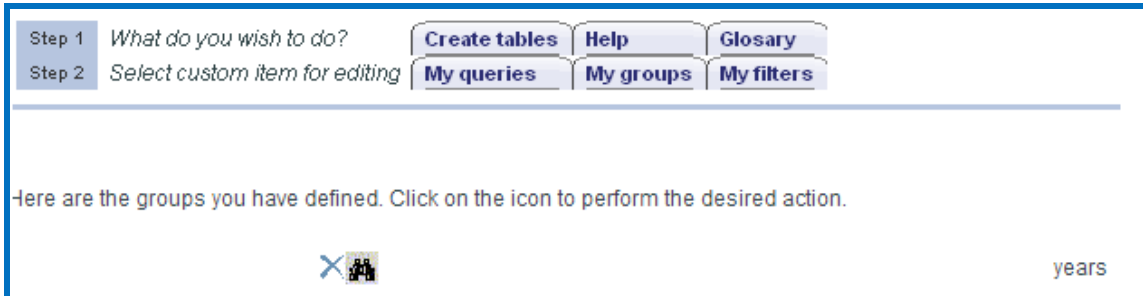 Step 1 What do you wish to do? Create tables Help Glosary
Step 2 Select custom item for editing My queries My groups My filters
Here are the groups you have defined. Click on the icon to perform the desired action.
years